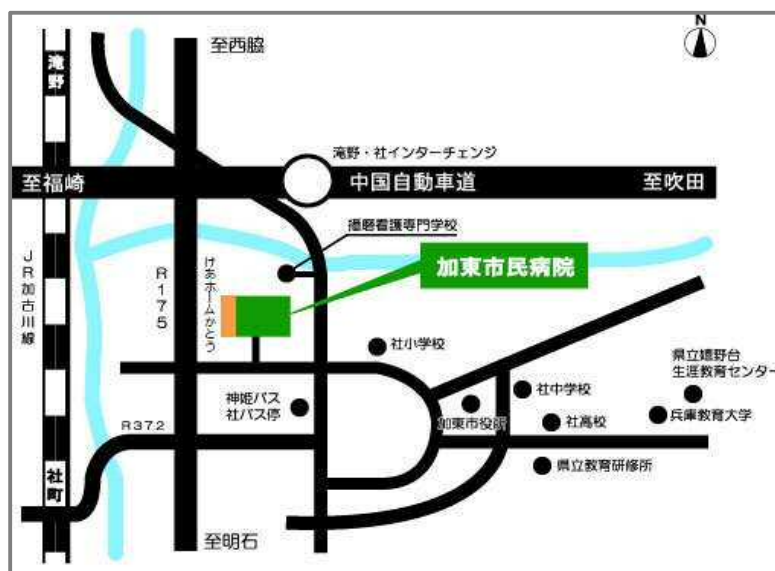 N
至西脇
滝野
滝野・社インターチェンジ
至福崎
中国自動車道
至吹田
播磨看護専門学校
加東市民病院
JR加古川線
R175
けあホームかとう
社小学校
県立嬉野台
生涯教育センター
神姫バス
社バス停
社中学校
加東市役所
社高校
兵庫教育大学
R372
県立教育研修所
社町
至明石